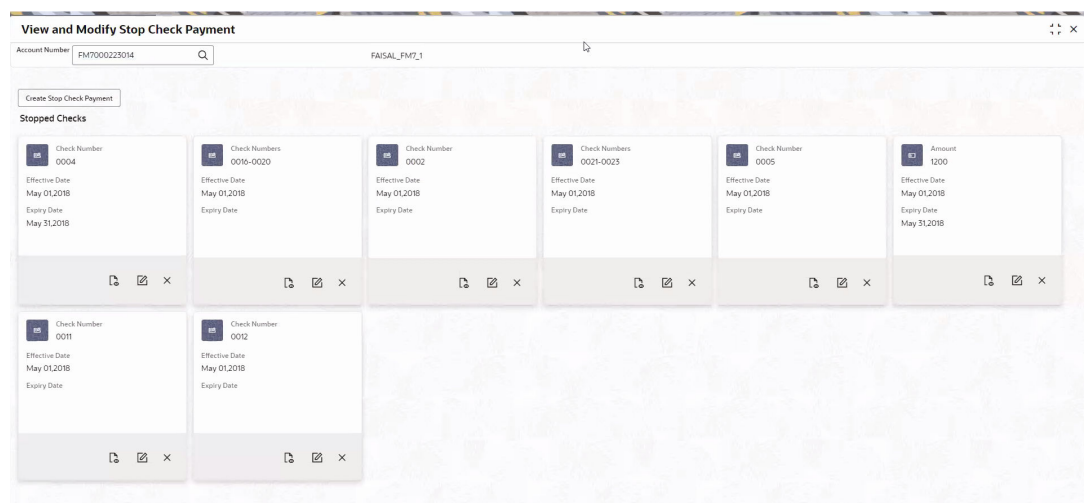 View and Modify Stop Check Payment
Account Number FM7000223014 FAISAL_FM7_1
Create Stop Check Payment
Stopped Checks
Check Number
0004
Effective Date
May 01,2018
Expiry Date
May 31,2018
Check Numbers
0016-0020
Effective Date
May 01,2018
Expiry Date
Check Number
0002
Effective Date
May 01,2018
Expiry Date
Check Numbers
0021-0023
Effective Date
May 01,2018
Expiry Date
Check Number
0005
Effective Date
May 01,2018
Expiry Date
Amount
1200
Effective Date
May 01,2018
Expiry Date
May 31,2018
Check Number
0011
Effective Date
May 01,2018
Expiry Date
Check Number
0012
Effective Date
May 01,2018
Expiry Date